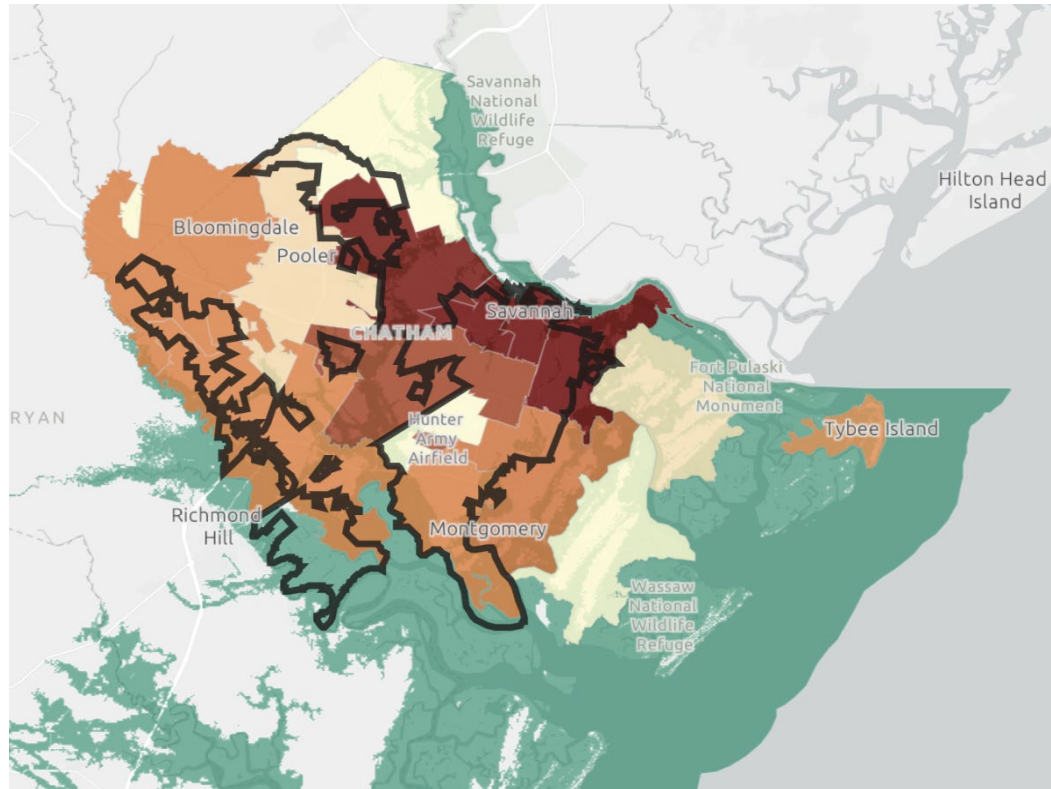 Savannah
National
Wildlife
Refuge
Hilton Head
Island
Bloomingdale
Pooler
Savannah
CHATHAM
Fort Pulaski
National
Monument
RYAN
Hunter
Army
Airfield
Tybee Island
Richmond
Hill
Montgomery
Wassaw
National
Wildlife
Refuge